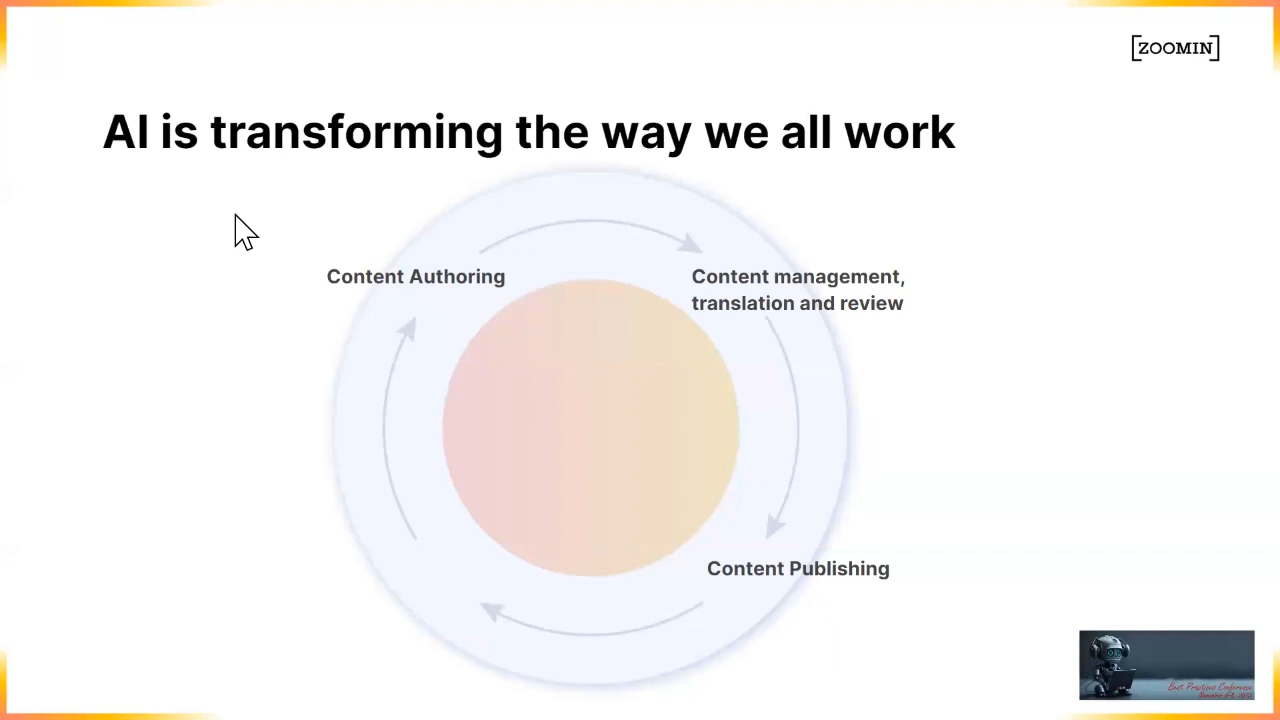 [ZOOMIN]
AI is transforming the way we all work
Content Authoring
Content management,
translation and review
Content Publishing
Best Practices Conference